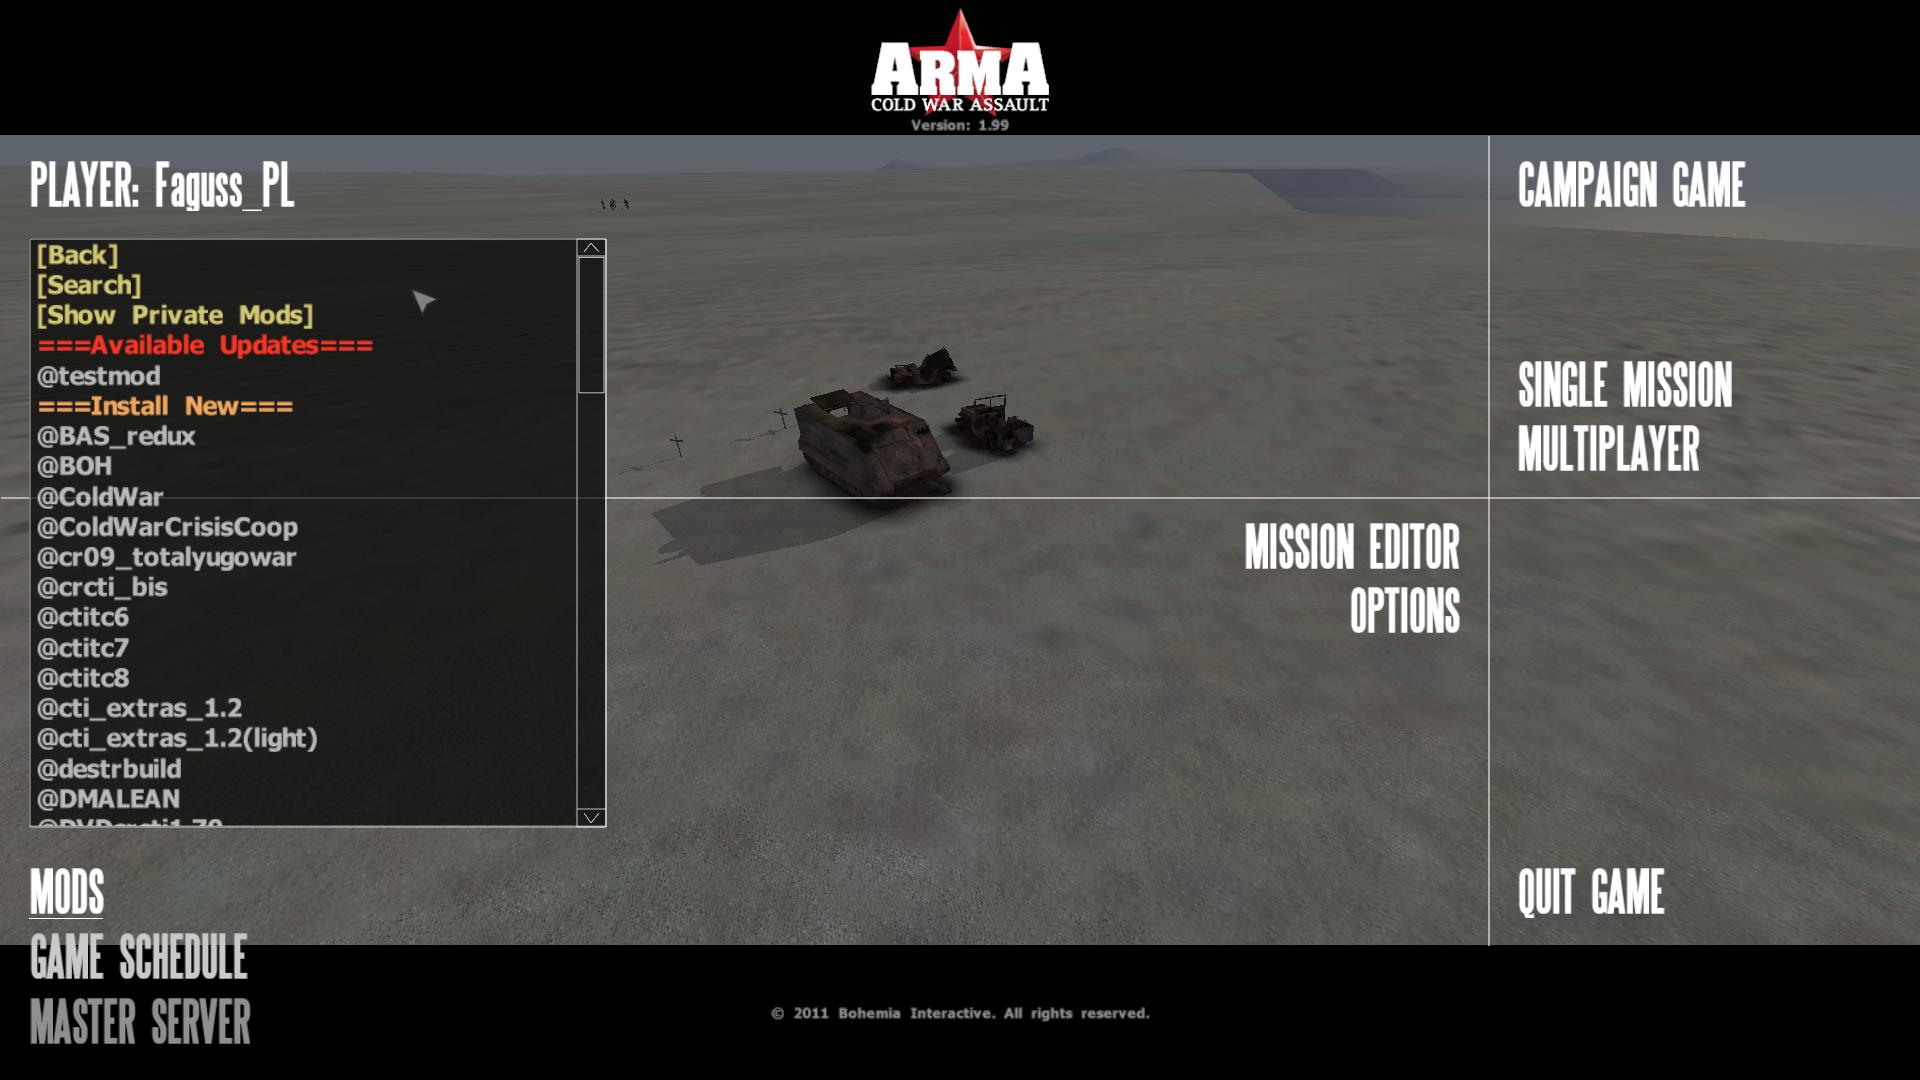 ARMA
COLD WAR ASSAULT
Version: 1.99
PLAYER: Faguss_PL
[Back]
[Search]
[Show Private Mods]
===Available Updates===
@testmod
===Install New===
@BAS_redux
@BOH
@ColdWar
@ColdWarCrisisCoop
@cr09_totalyugowar
@crcti_bis
@ctitc6
@ctitc7
@ctitc8
@cti_extras_1.2
@cti_extras_1.2(light)
@destrbuild
@DMALEAN
MODS
GAME SCHEDULE
MASTER SERVER
CAMPAIGN GAME
SINGLE MISSION
MULTIPLAYER
MISSION EDITOR
OPTIONS
QUIT GAME
© 2011 Bohemia Interactive. All rights reserved.